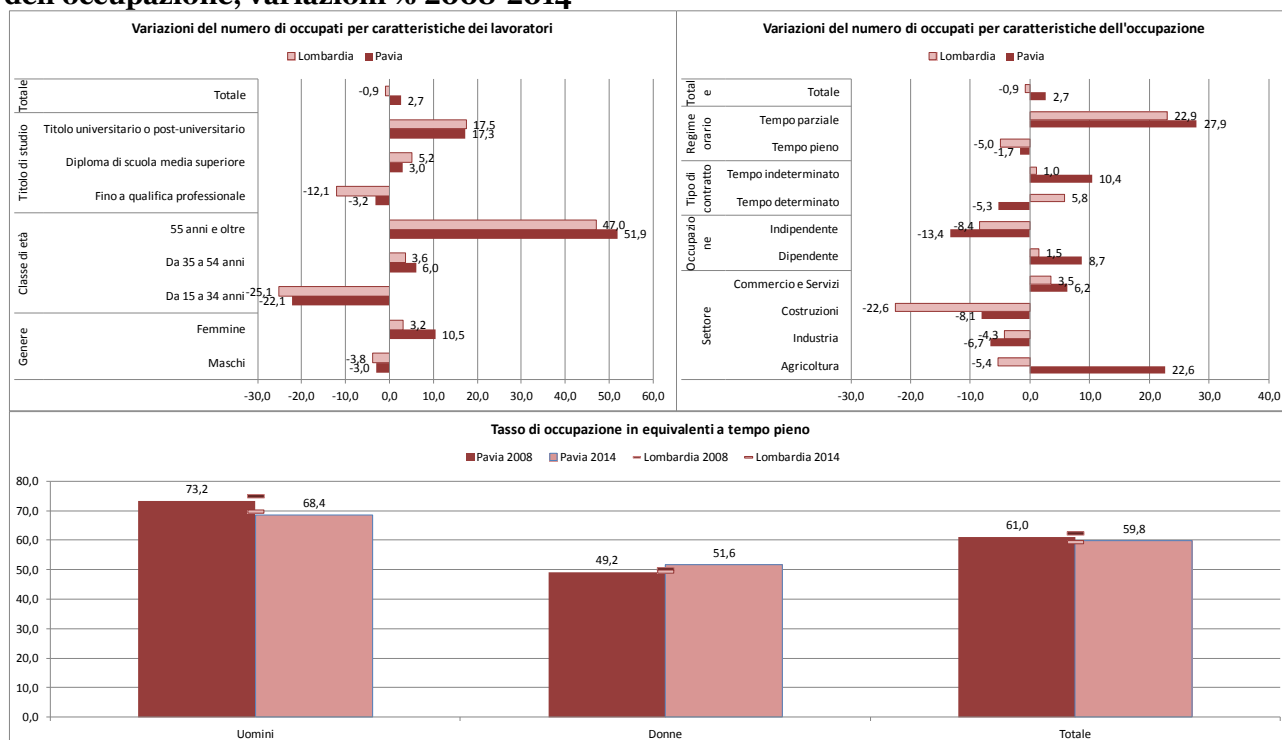 dell'occupazione, variazioni % 2008-2014
Variazioni del numero di occupati per caratteristiche dei lavoratori
Lombardia Pavia
Totale
Totale
-0,9
2,7
Titolo di studio
Titolo universitario o post-universitario
17,5
17,3
Diploma di scuola media superiore
5,2
3,0
Fino a qualifica professionale
-12,1
-3,2
Classe di età
55 anni e oltre
47,0
51,9
Da 35 a 54 anni
3,6
6,0
Da 15 a 34 anni
-25,1
-22,1
Genere
Femmine
3,2
10,5
Maschi
-3,8
-3,0
-30,0 -20,0 -10,0 0,0 10,0 20,0 30,0 40,0 50,0 60,0
Variazioni del numero di occupati per caratteristiche dell'occupazione
Lombardia Pavia
Total
e
Totale
-0,9
2,7
Regime
orario
Tempo parziale
22,9
27,9
Tempo pieno
-5,0
-1,7
Tipo di
contratto
Tempo indeterminato
1,0
10,4
Tempo determinato
5,8
-5,3
Occupazio
ne
Indipendente
-8,4
-13,4
Dipendente
1,5
8,7
Settore
Commercio e Servizi
3,5
6,2
Costruzioni
-22,6
-8,1
Industria
-4,3
-6,7
Agricoltura
-5,4
22,6
-30,0 -20,0 -10,0 0,0 10,0 20,0 30,0 40,0
Tasso di occupazione in equivalenti a tempo pieno
Pavia 2008 Pavia 2014 Lombardia 2008 Lombardia 2014
80,0
70,0
60,0
50,0
40,0
30,0
20,0
10,0
0,0
73,2
68,4
49,2
51,6
61,0
59,8
Uomini Donne Totale